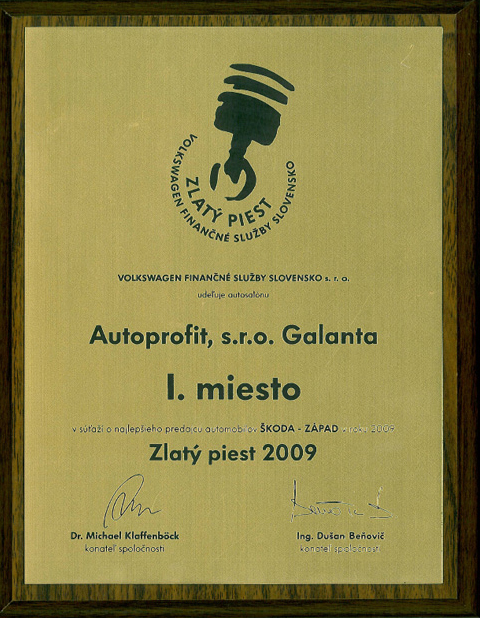 ZLATÝ PIEST
VOLKSWAGEN FINANČNÉ SLUŽBY SLOVENSKO
VOLKSWAGEN FINANČNÉ SLUŽBY SLOVENSKO s. r. o.
udeľuje autosalónu
Autoprofit, s.r.o. Galanta
I. miesto
v súťaži o najlepšieho predajcu automobilov ŠKODA - ZÁPAD v roku 2009
Zlatý piest 2009
Dr. Michael Klaffenböck
konateľ spoločnosti
Ing. Dušan Beňovič
konateľ spoločnosti